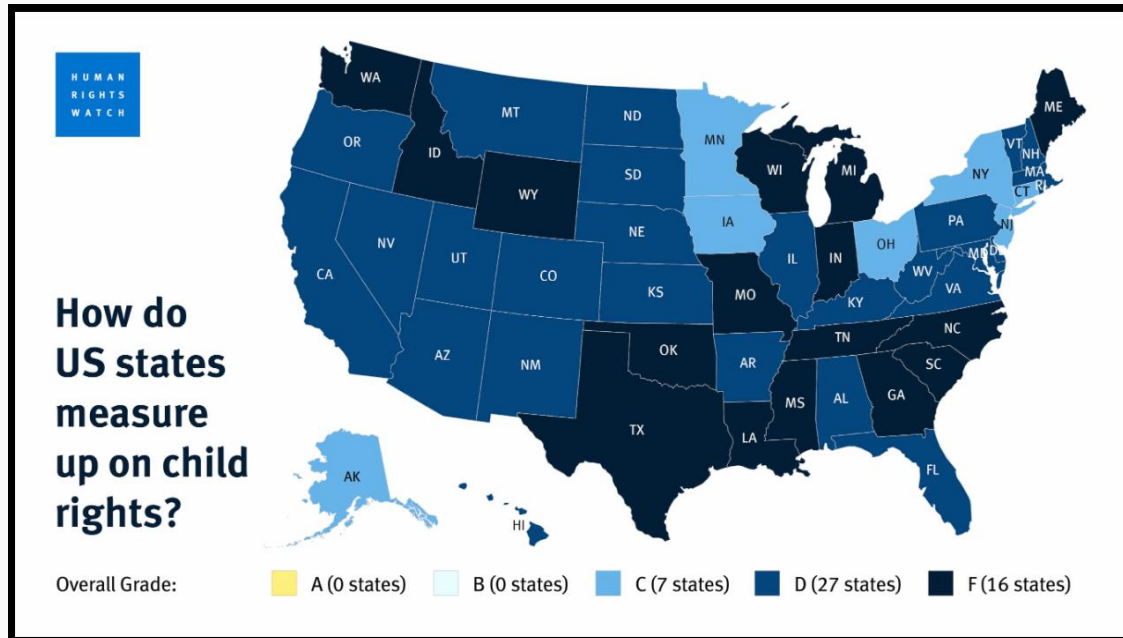 HUMAN
RIGHTS
WATCH
How do
US states
measure
up on child
rights?
WA
OR
ID
MT
ND
SD
WY
NE
MN
IA
WI
MI
NV
UT
CO
CA
KS
AZ
NM
OK
TX
MO
AR
LA
IL
IN
OH
KY
TN
MS
AL
GA
FL
SC
NC
VA
WV
PA
NY
NJ
CT
RI
MA
VT
NH
ME
MD
AK
HI
Overall Grade:
A (0 states)
B (0 states)
C (7 states)
D (27 states)
F (16 states)